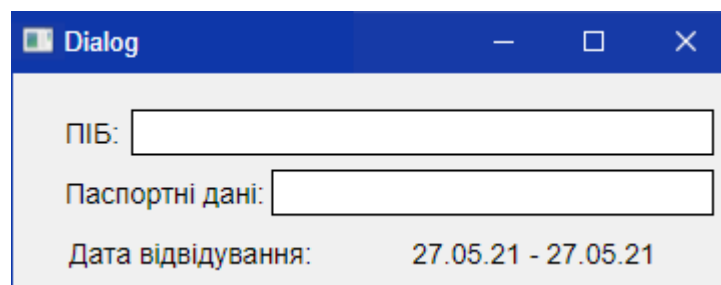 Dialog
ПІБ:
Паспортні дані:
Дата відвідування: 27.05.21 - 27.05.21